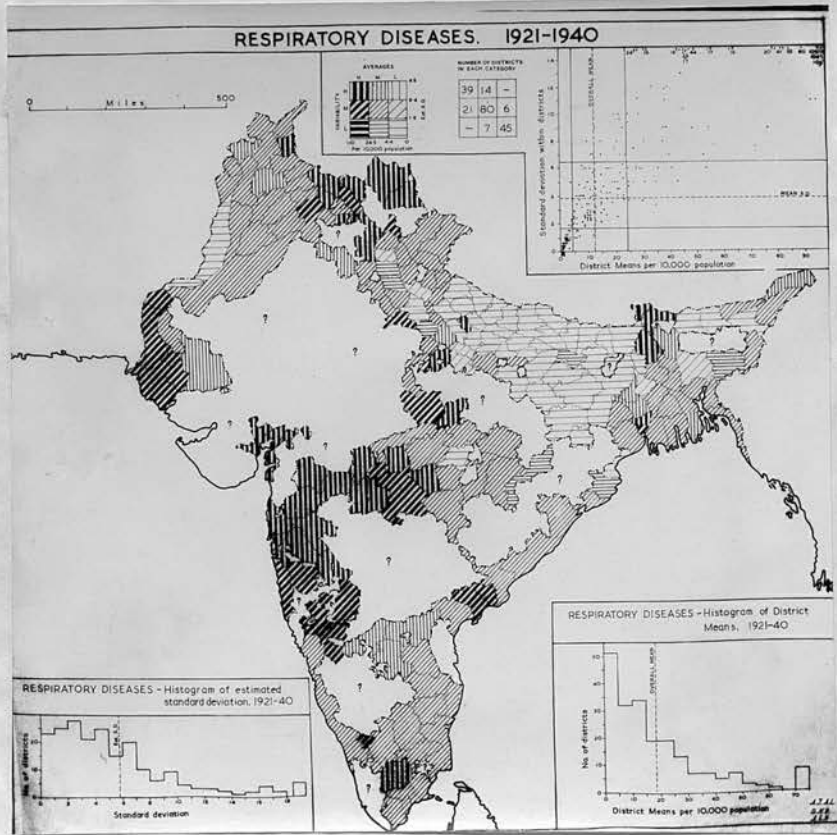 RESPIRATORY DISEASES. 1921-1940
0 Miles 500
AVERAGES
H M L
VARIABILITY
H
M
L
Per 10,000 population
NUMBER OF DISTRICTS
IN EACH CATEGORY
39 14 -
21 80 6
- 7 45
Standard deviation within districts
OVERALL MEAN
MEAN S.D.
District Means per 10,000 population
?
?
?
?
?
?
?
?
?
?
?
?
?
RESPIRATORY DISEASES - Histogram of estimated
standard deviation, 1921-40
No. of districts
Standard deviation
RESPIRATORY DISEASES - Histogram of District
Means. 1921-40
No. of districts
OVERALL MEAN
District Means per 10,000 population